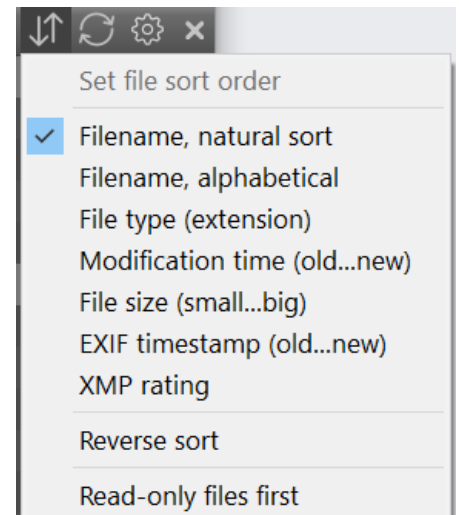 Set file sort order
Filename, natural sort
Filename, alphabetical
File type (extension)
Modification time (old...new)
File size (small...big)
EXIF timestamp (old...new)
XMP rating
Reverse sort
Read-only files first